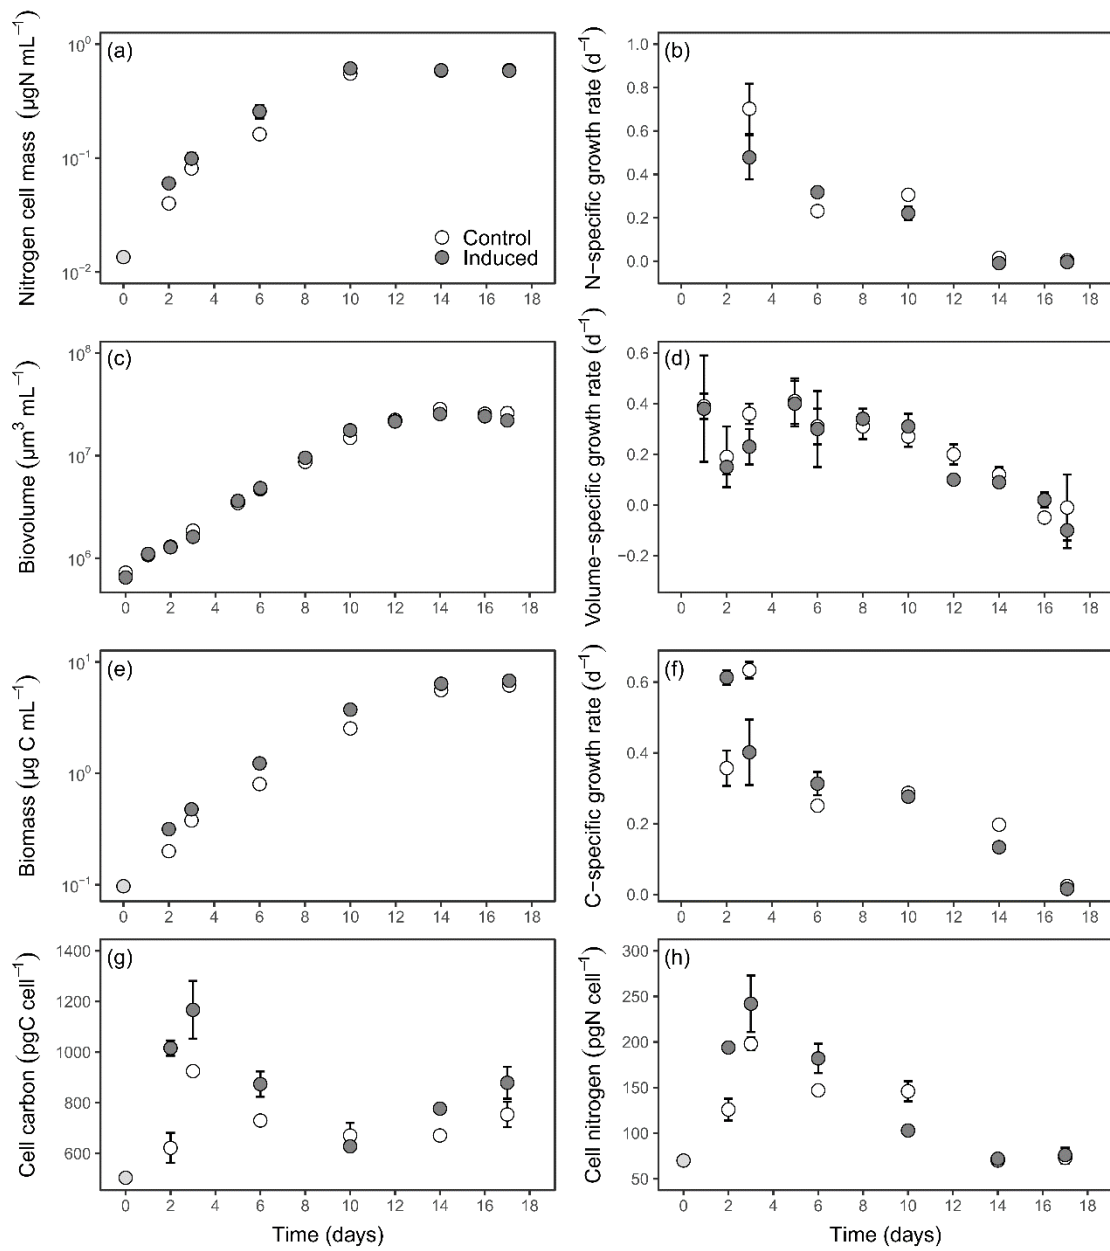 (a)
Nitrogen cell mass (µgN mL⁻¹)
10⁰
10⁻¹
10⁻²
Control
Induced
0 2 4 6 8 10 12 14 16 18
(b)
N−specific growth rate (d⁻¹)
1.0
0.8
0.6
0.4
0.2
0.0
0 2 4 6 8 10 12 14 16 18
(c)
Biovolume (µm³ mL⁻¹)
10⁸
10⁷
10⁶
0 2 4 6 8 10 12 14 16 18
(d)
Volume−specific growth rate (d⁻¹)
0.6
0.4
0.2
0.0
−0.2
0 2 4 6 8 10 12 14 16 18
(e)
Biomass (µg C mL⁻¹)
10¹
10⁰
10⁻¹
0 2 4 6 8 10 12 14 16 18
(f)
C−specific growth rate (d⁻¹)
0.6
0.4
0.2
0.0
0 2 4 6 8 10 12 14 16 18
(g)
Cell carbon (pgC cell⁻¹)
1400
1200
1000
800
600
0 2 4 6 8 10 12 14 16 18
Time (days)
(h)
Cell nitrogen (pgN cell⁻¹)
300
250
200
150
100
50
0 2 4 6 8 10 12 14 16 18
Time (days)